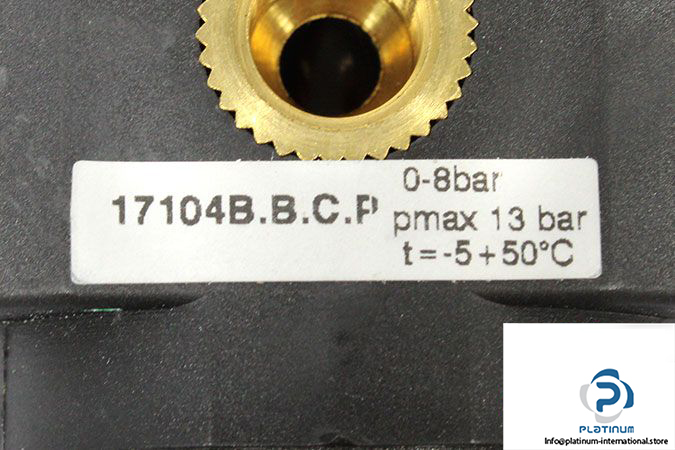 17104B.B.C.P
0-8bar
pmax 13 bar
t=-5+50°C
PLATINUM
info@platinum-international.store